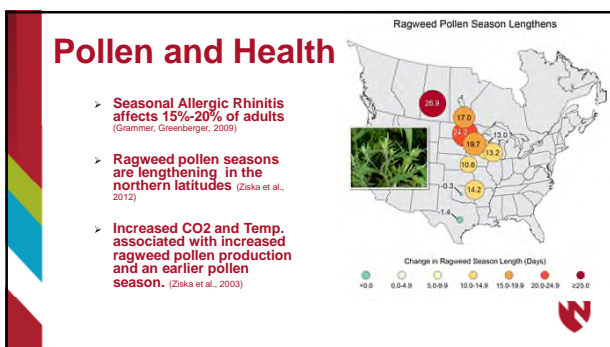 Pollen and Health
➢ Seasonal Allergic Rhinitis
affects 15%-20% of adults
(Grammer, Greenberger, 2009)
➢ Ragweed pollen seasons
are lengthening in the
northern latitudes (Ziska et al.,
2012)
➢ Increased CO2 and Temp.
associated with increased
ragweed pollen production
and an earlier pollen
season. (Ziska et al., 2003)
Ragweed Pollen Season Lengthens
26.9
17.0
24.2
13.0
19.7
13.2
10.6
-0.3
14.2
-1.4
Change in Ragweed Season Length (Days)
<0.0 0.0-4.9 5.0-9.9 10.0-14.9 15.0-19.9 20.0-24.9 ≥25.0
N